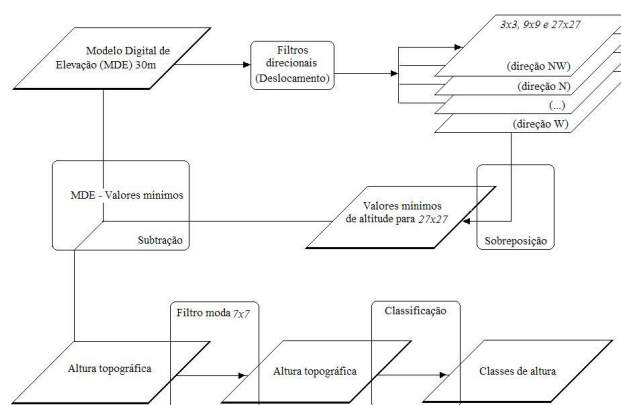 Modelo Digital de
Elevação (MDE) 30m
Filtros
direcionais
(Deslocamento)
3x3, 9x9 e 27x27
(direção NW)
(direção N)
(...)
(direção W)
MDE - Valores mínimos
Subtração
Valores mínimos
de altitude para 27x27
Sobreposição
Filtro moda 7x7
Classificação
Altura topográfica
Altura topográfica
Classes de altura